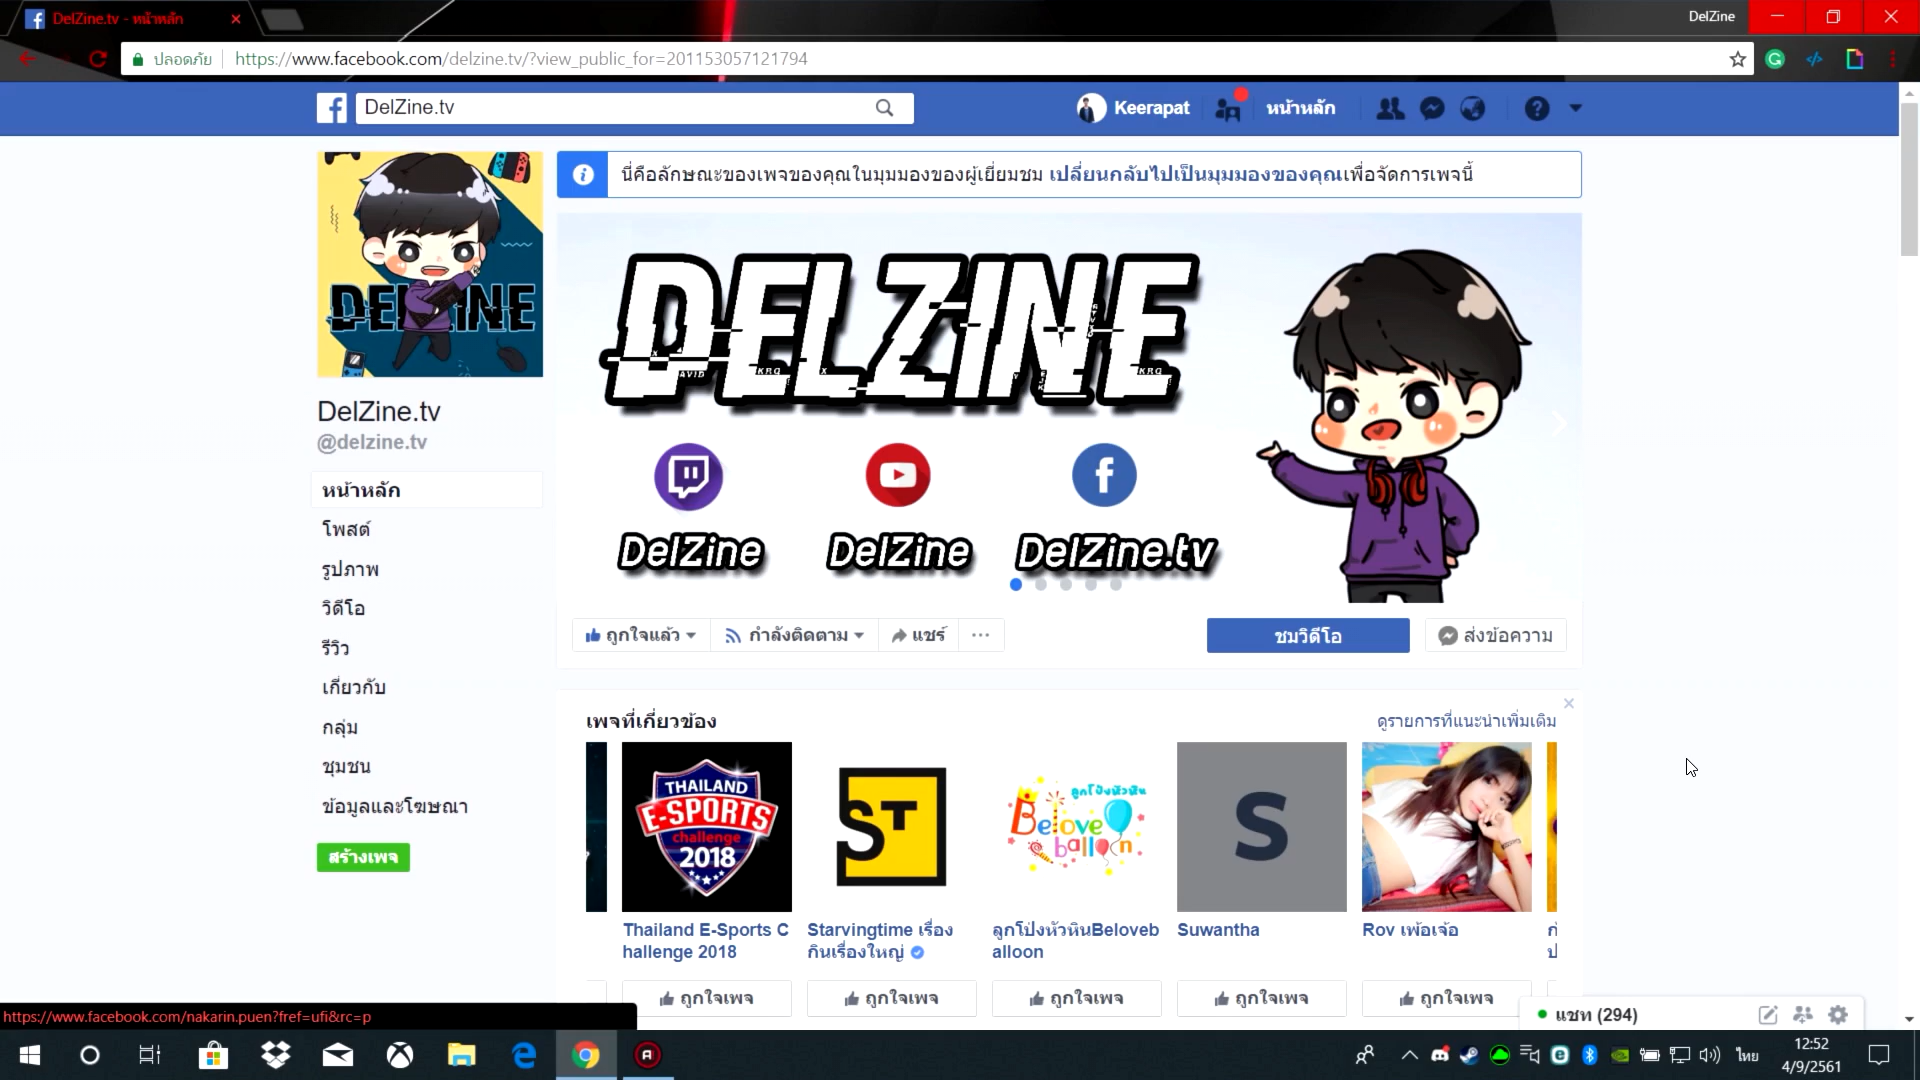 DelZine.tv - หน้าหลัก
DelZine
ปลอดภัย
https://www.facebook.com/delzine.tv/?view_public_for=201153057121794
DelZine.tv
Keerapat
หน้าหลัก
นี่คือลักษณะของเพจของคุณในมุมมองของผู้เยี่ยมชม เปลี่ยนกลับไปเป็นมุมมองของคุณเพื่อจัดการเพจนี้
DELZINE
DELZINE
DelZine
DelZine
DelZine.tv
DelZine.tv
@delzine.tv
หน้าหลัก
โพสต์
รูปภาพ
วิดีโอ
รีวิว
เกี่ยวกับ
กลุ่ม
ชุมชน
ข้อมูลและโฆษณา
สร้างเพจ
ถูกใจแล้ว
กำลังติดตาม
แชร์
ชมวิดีโอ
ส่งข้อความ
เพจที่เกี่ยวข้อง
ดูรายการที่แนะนำเพิ่มเติม
THAILAND
E-SPORTS
challenge
2018
ST
ลูกโป่งหัวหิน
Belove
balloon
S
Thailand E-Sports C
hallenge 2018
Starvingtime เรื่อง
กินเรื่องใหญ่
ลูกโป่งหัวหินBeloveb
alloon
Suwantha
Rov เพ้อเจ้อ
ถูกใจเพจ
ถูกใจเพจ
ถูกใจเพจ
ถูกใจเพจ
ถูกใจเพจ
แชท (294)
https://www.facebook.com/nakarin.puen?fref=ufi&rc=p
ไทย
12:52
4/9/2561